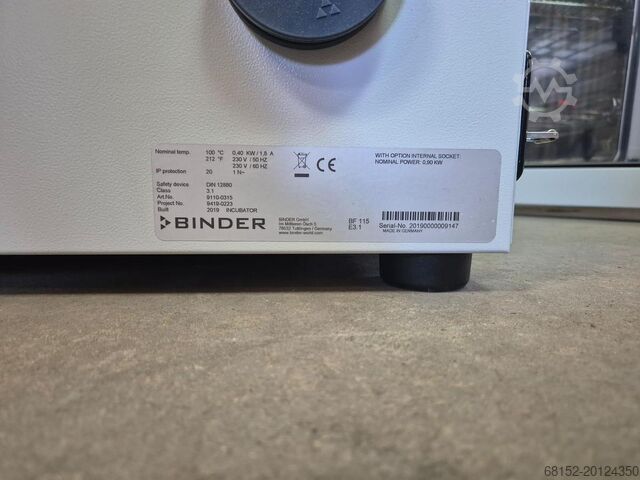 Nominal temp. 100 °C 0,40 KW / 1,8 A
212 °F 230 V / 50 HZ
230 V / 60 HZ
IP protection 20 1 N~
WITH OPTION INTERNAL SOCKET:
NOMINAL POWER: 0,90 KW
Safety device DIN 12880
Class 3.1
Art.No. 9110-0315
Project No. 9419-0223
Built 2019 INCUBATOR
BINDER
BINDER GmbH
Im Mittleren Ösch 5
78532 Tuttlingen / Germany
www.binder-world.com
BF 115
E3.1
Serial-No. 20190000009147
MADE IN GERMANY
Machineseeker
68152-20124350